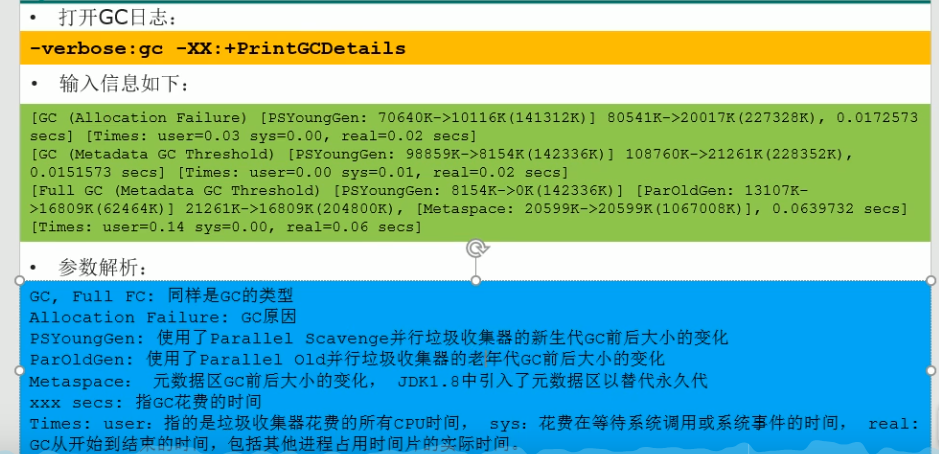 • 打开GC日志：
-verbose:gc -XX:+PrintGCDetails
• 输入信息如下：
[GC (Allocation Failure) [PSYoungGen: 70640K->10116K(141312K)] 80541K->20017K(227328K), 0.0172573
secs] [Times: user=0.03 sys=0.00, real=0.02 secs]
[GC (Metadata GC Threshold) [PSYoungGen: 98859K->8154K(142336K)] 108760K->21261K(228352K),
0.0151573 secs] [Times: user=0.00 sys=0.01, real=0.02 secs]
[Full GC (Metadata GC Threshold) [PSYoungGen: 8154K->0K(142336K)] [ParOldGen: 13107K-
>16809K(62464K)] 21261K->16809K(204800K), [Metaspace: 20599K->20599K(1067008K)], 0.0639732 secs]
[Times: user=0.14 sys=0.00, real=0.06 secs]
• 参数解析：
GC, Full FC: 同样是GC的类型
Allocation Failure: GC原因
PSYoungGen: 使用了Parallel Scavenge并行垃圾收集器的新生代GC前后大小的变化
ParOldGen: 使用了Parallel Old并行垃圾收集器的老年代GC前后大小的变化
Metaspace: 元数据区GC前后大小的变化， JDK1.8中引入了元数据区以替代永久代
xxx secs: 指GC花费的时间
Times: user: 指的是垃圾收集器花费的所有CPU时间， sys: 花费在等待系统调用或系统事件的时间， real:
GC从开始到结束的时间，包括其他进程占用时间片的实际时间。